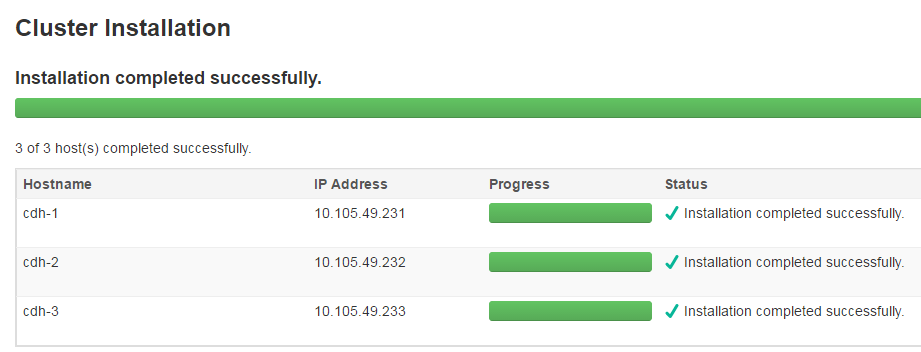 Cluster Installation
Installation completed successfully.
3 of 3 host(s) completed successfully.
Hostname IP Address Progress Status
cdh-1 10.105.49.231 Installation completed successfully.
cdh-2 10.105.49.232 Installation completed successfully.
cdh-3 10.105.49.233 Installation completed successfully.